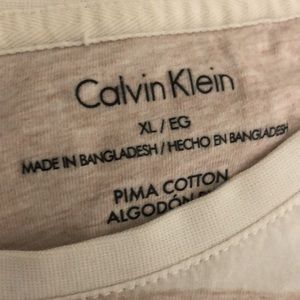 Calvin Klein
XL / EG
MADE IN BANGLADESH / HECHO EN BANGLADESH
PIMA COTTON
ALGODÓN